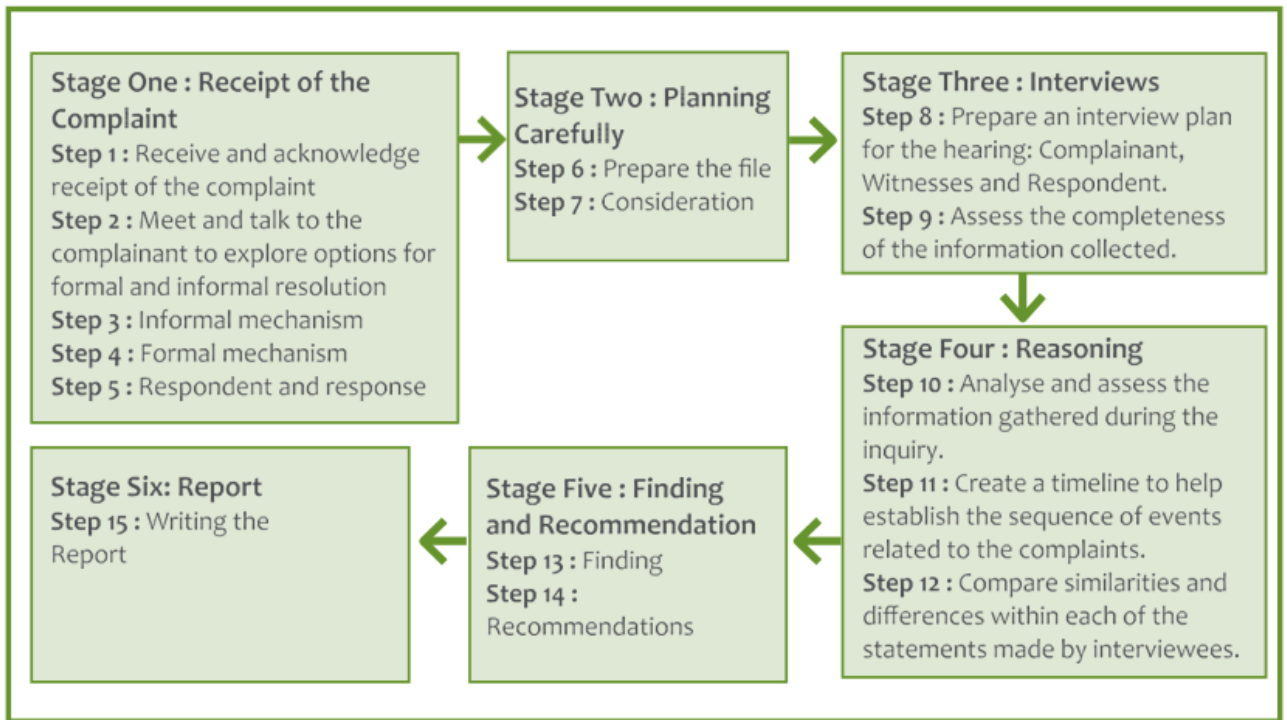 Stage One : Receipt of the
Complaint
Step 1 : Receive and acknowledge
receipt of the complaint
Step 2 : Meet and talk to the
complainant to explore options for
formal and informal resolution
Step 3 : Informal mechanism
Step 4 : Formal mechanism
Step 5 : Respondent and response
Stage Two : Planning
Carefully
Step 6 : Prepare the file
Step 7 : Consideration
Stage Three : Interviews
Step 8 : Prepare an interview plan
for the hearing: Complainant,
Witnesses and Respondent.
Step 9 : Assess the completeness
of the information collected.
Stage Four : Reasoning
Step 10 : Analyse and assess the
information gathered during the
inquiry.
Step 11 : Create a timeline to help
establish the sequence of events
related to the complaints.
Step 12 : Compare similarities and
differences within each of the
statements made by interviewees.
Stage Five : Finding
and Recommendation
Step 13 : Finding
Step 14 :
Recommendations
Stage Six: Report
Step 15 : Writing the
Report